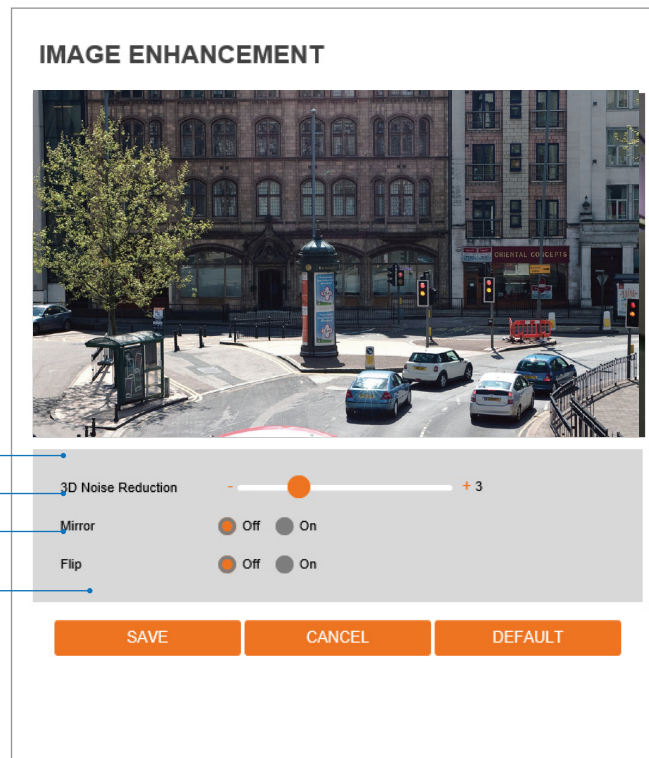 IMAGE ENHANCEMENT
ORIENTAL CONCEPTS
3D Noise Reduction - + 3
Mirror Off On
Flip Off On
SAVE CANCEL DEFAULT